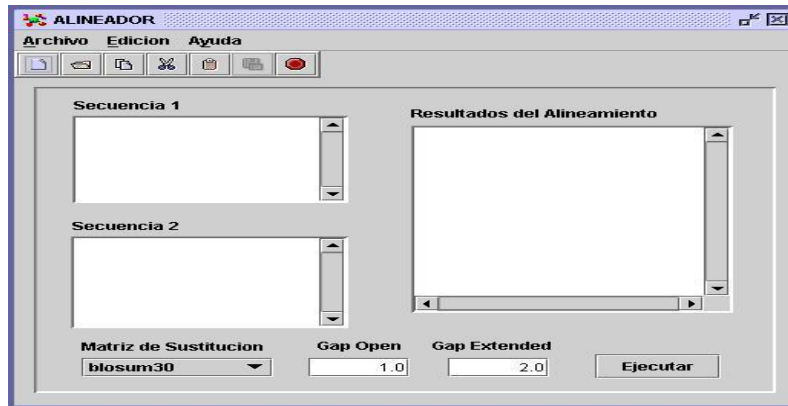 ALINEADOR
Archivo Edicion Ayuda
Secuencia 1
Resultados del Alineamiento
Secuencia 2
Matriz de Sustitucion Gap Open Gap Extended
blosum30 1.0 2.0 Ejecutar